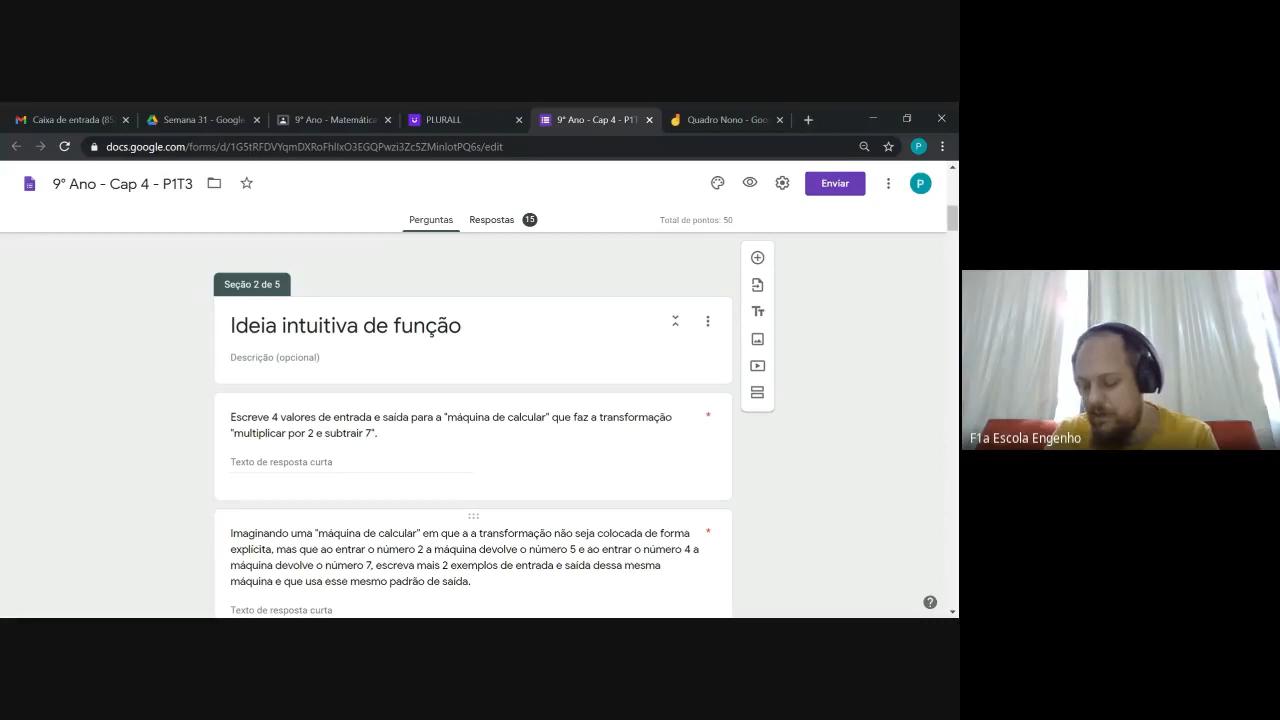 Caixa de entrada (85
Semana 31 - Google
9° Ano - Matemátic
PLURALL
9° Ano - Cap 4 - P1T
Quadro Nono - Goo
docs.google.com/forms/d/1G5tRFDVYqmDXRoFhlIxO3EGQPwzi3Zc5ZMinlotPQ6s/edit
P
9° Ano - Cap 4 - P1T3
Enviar
P
Perguntas
Respostas
15
Total de pontos: 50
Seção 2 de 5
Ideia intuitiva de função
Descrição (opcional)
Escreve 4 valores de entrada e saída para a "máquina de calcular" que faz a transformação *
"multiplicar por 2 e subtrair 7".
Texto de resposta curta
Imaginando uma "máquina de calcular" em que a a transformação não seja colocada de forma *
explícita, mas que ao entrar o número 2 a máquina devolve o número 5 e ao entrar o número 4 a
máquina devolve o número 7, escreva mais 2 exemplos de entrada e saída dessa mesma
máquina e que usa esse mesmo padrão de saída.
Texto de resposta curta
F1a Escola Engenho